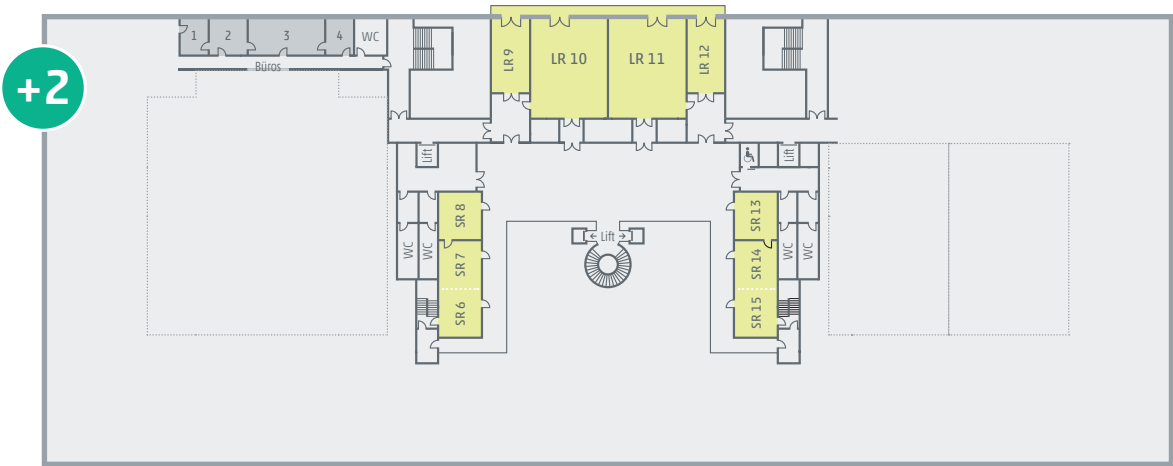 +2
1
2
3
4
WC
Büros
LR 9
LR 10
LR 11
LR 12
Lift
Lift
SR 8
SR 13
WC
WC
SR 7
← Lift →
SR 14
WC
WC
SR 6
SR 15